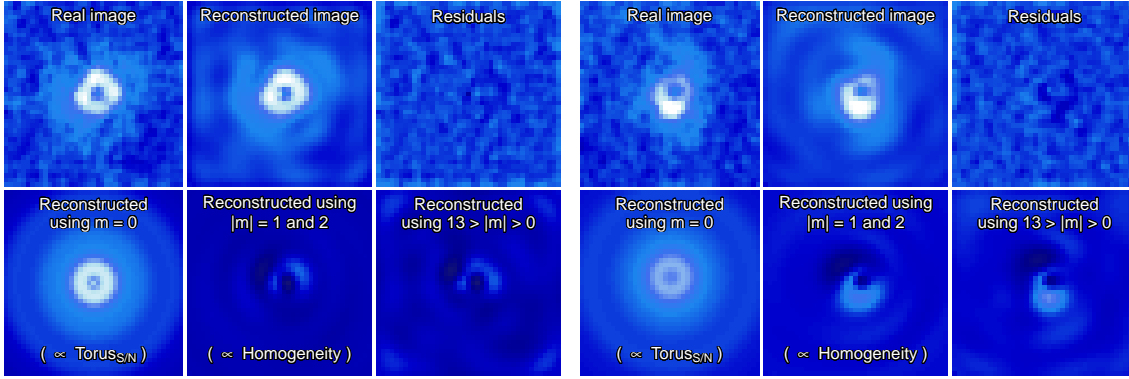 Real image
Reconstructed image
Residuals
Real image
Reconstructed image
Residuals
Reconstructed
using m = 0
Reconstructed using
|m| = 1 and 2
Reconstructed
using 13 > |m| > 0
Reconstructed
using m = 0
Reconstructed using
|m| = 1 and 2
Reconstructed
using 13 > |m| > 0
( ∝ Torus_S/N )
( ∝ Homogeneity )
( ∝ Torus_S/N )
( ∝ Homogeneity )